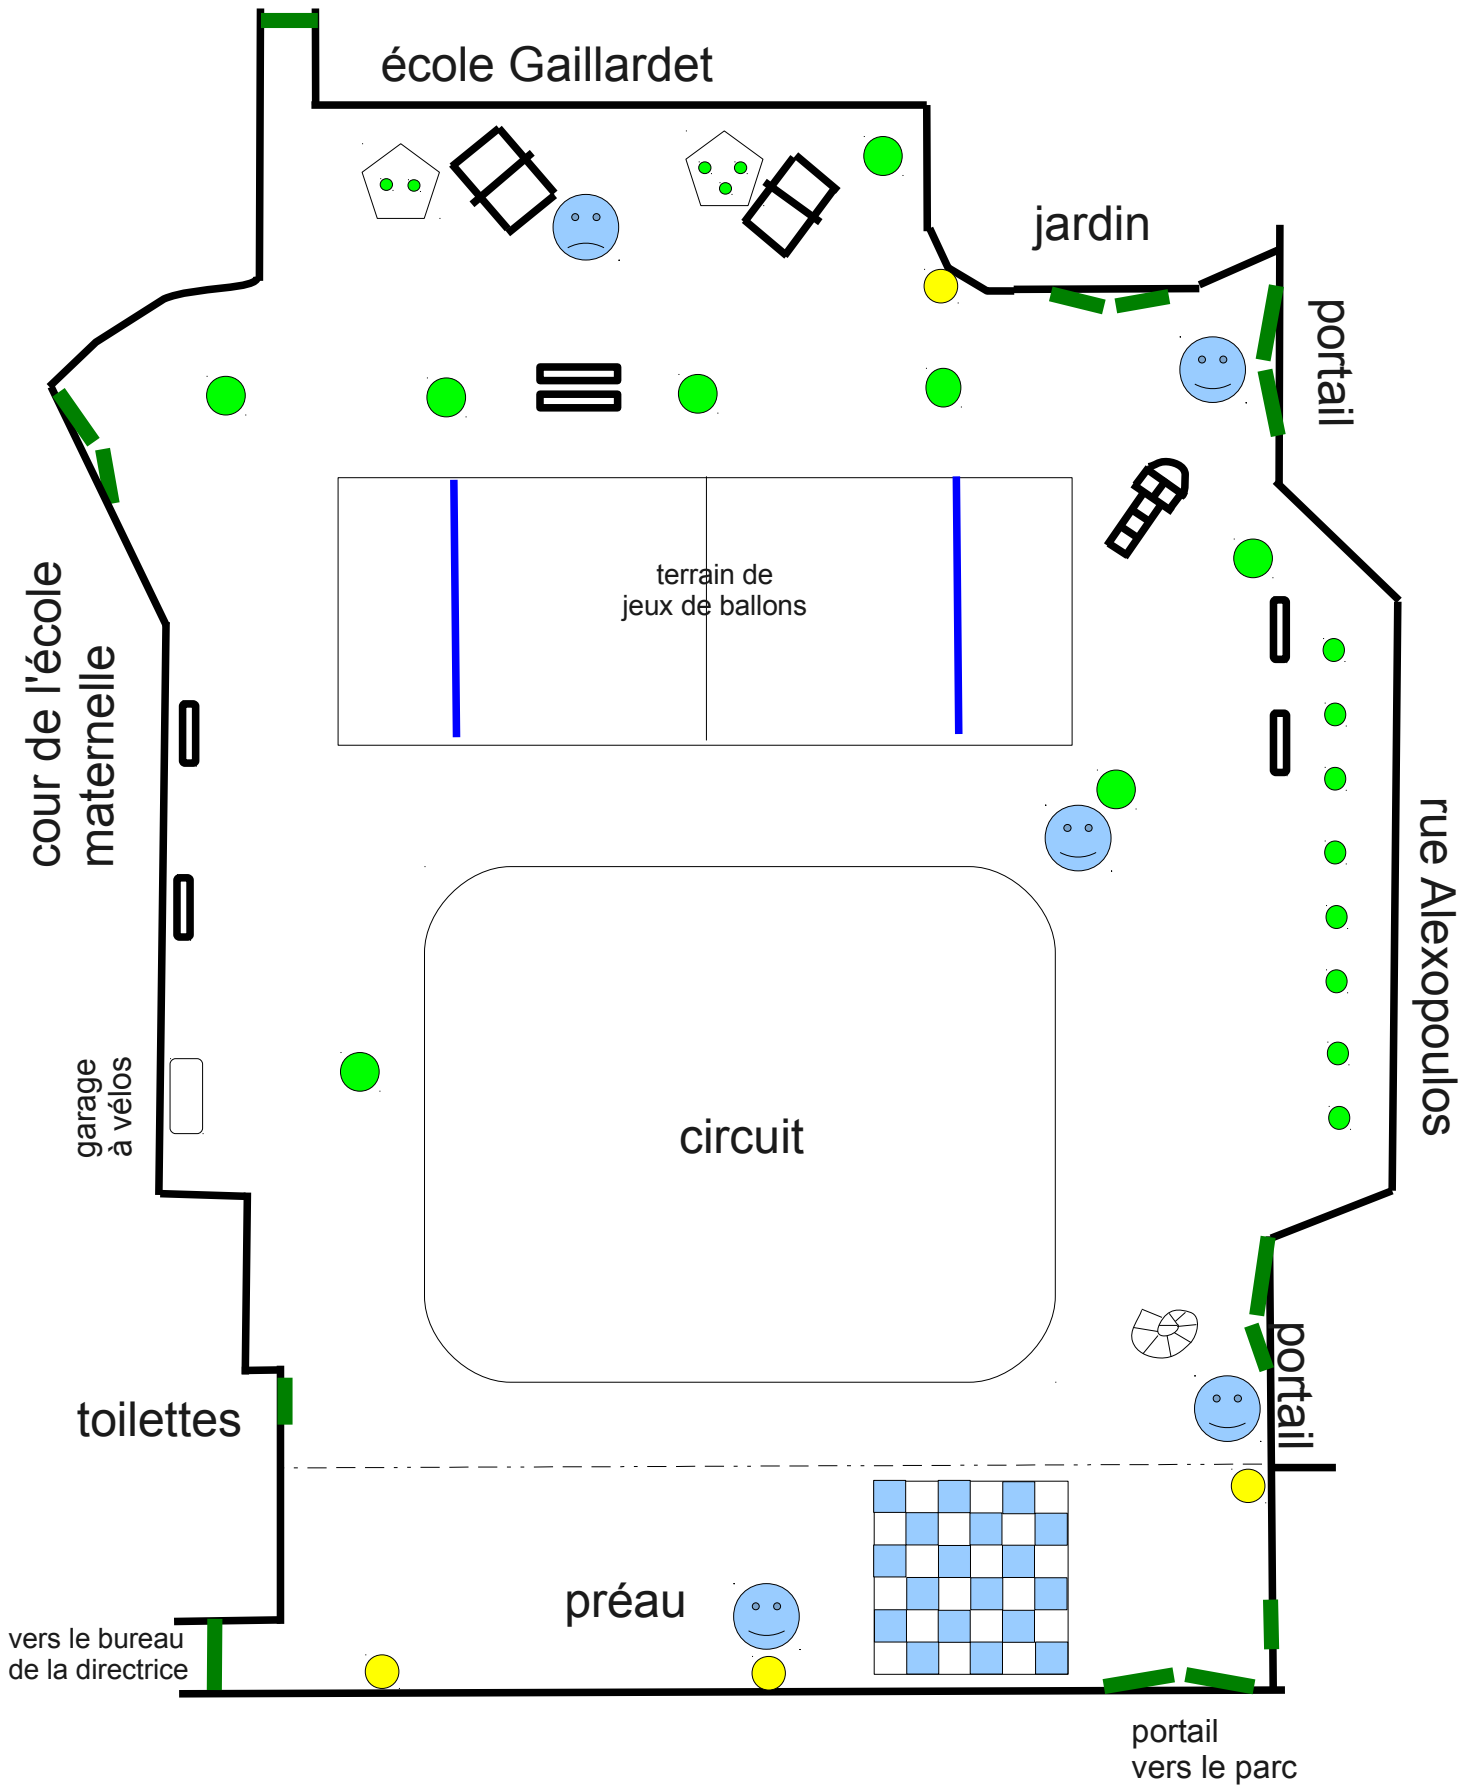 école Gaillardet
jardin
portail
terrain de
jeux de ballons
cour de l'école
maternelle
rue Alexopoulos
garage
à vélos
circuit
portail
toilettes
préau
vers le bureau
de la directrice
portail
vers le parc